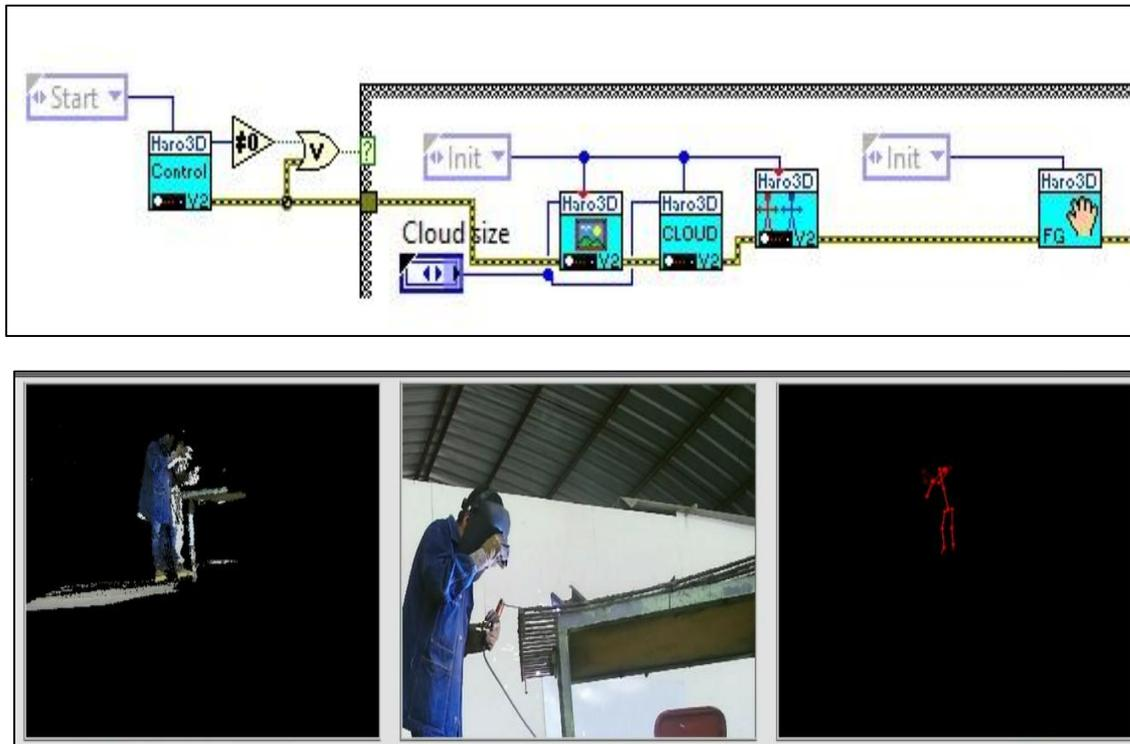 Start
Haro3D
Control
V2
≠0
V
?
Init
Cloud size
Haro3D
V2
Haro3D
CLOUD
V2
Haro3D
V2
Init
Haro3D
FG